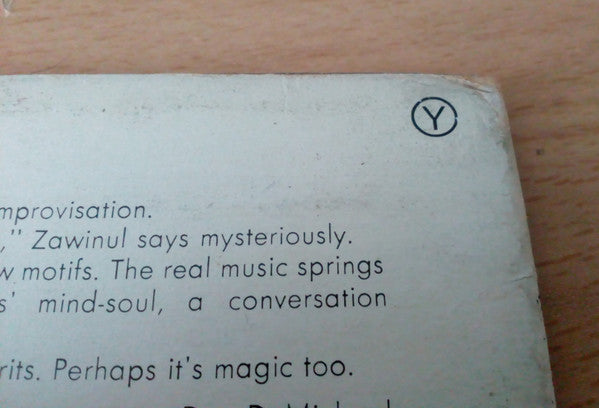 Y
mprovisation.
," Zawinul says mysteriously.
w motifs. The real music springs
s' mind-soul, a conversation
rits. Perhaps it's magic too.